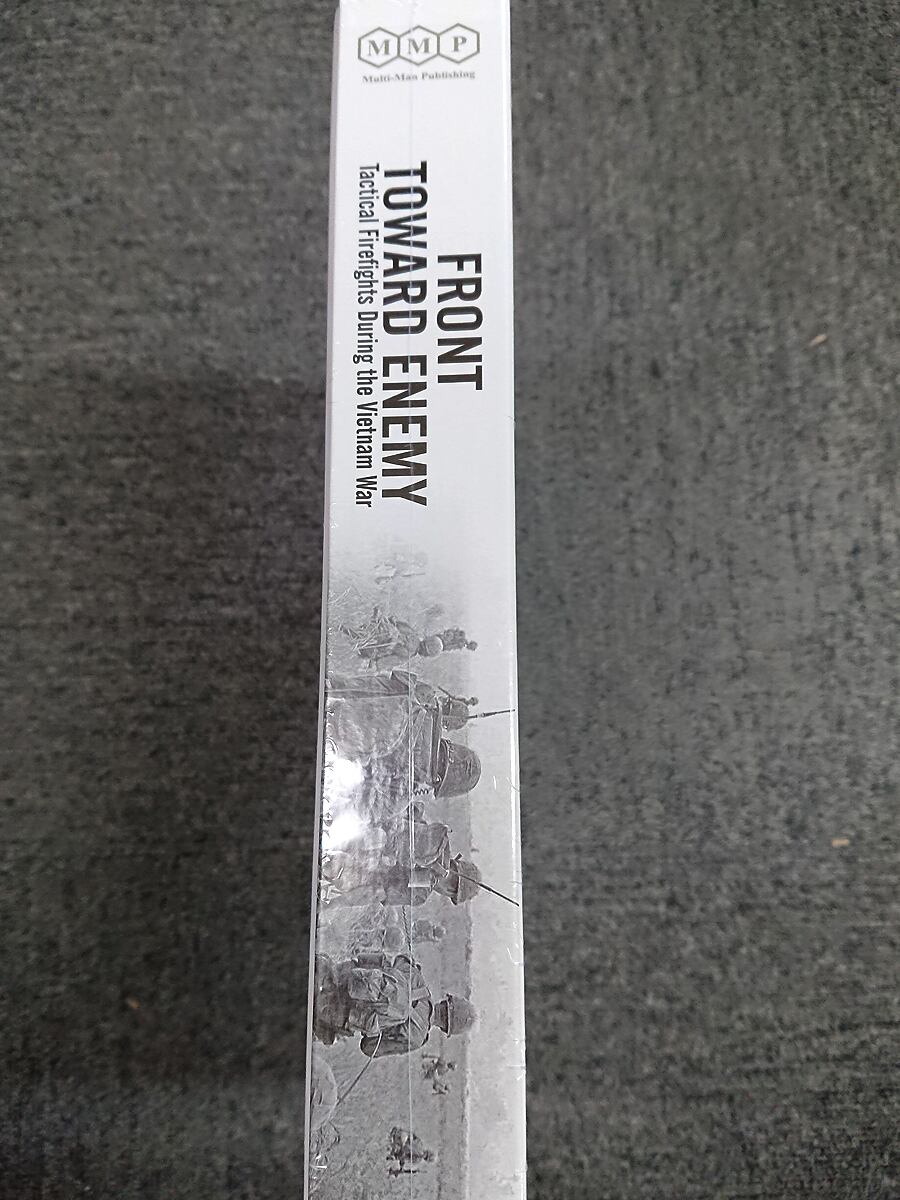 MMP
Multi-Man Publishing
FRONT
TOWARD ENEMY
Tactical Firefights During the Vietnam War